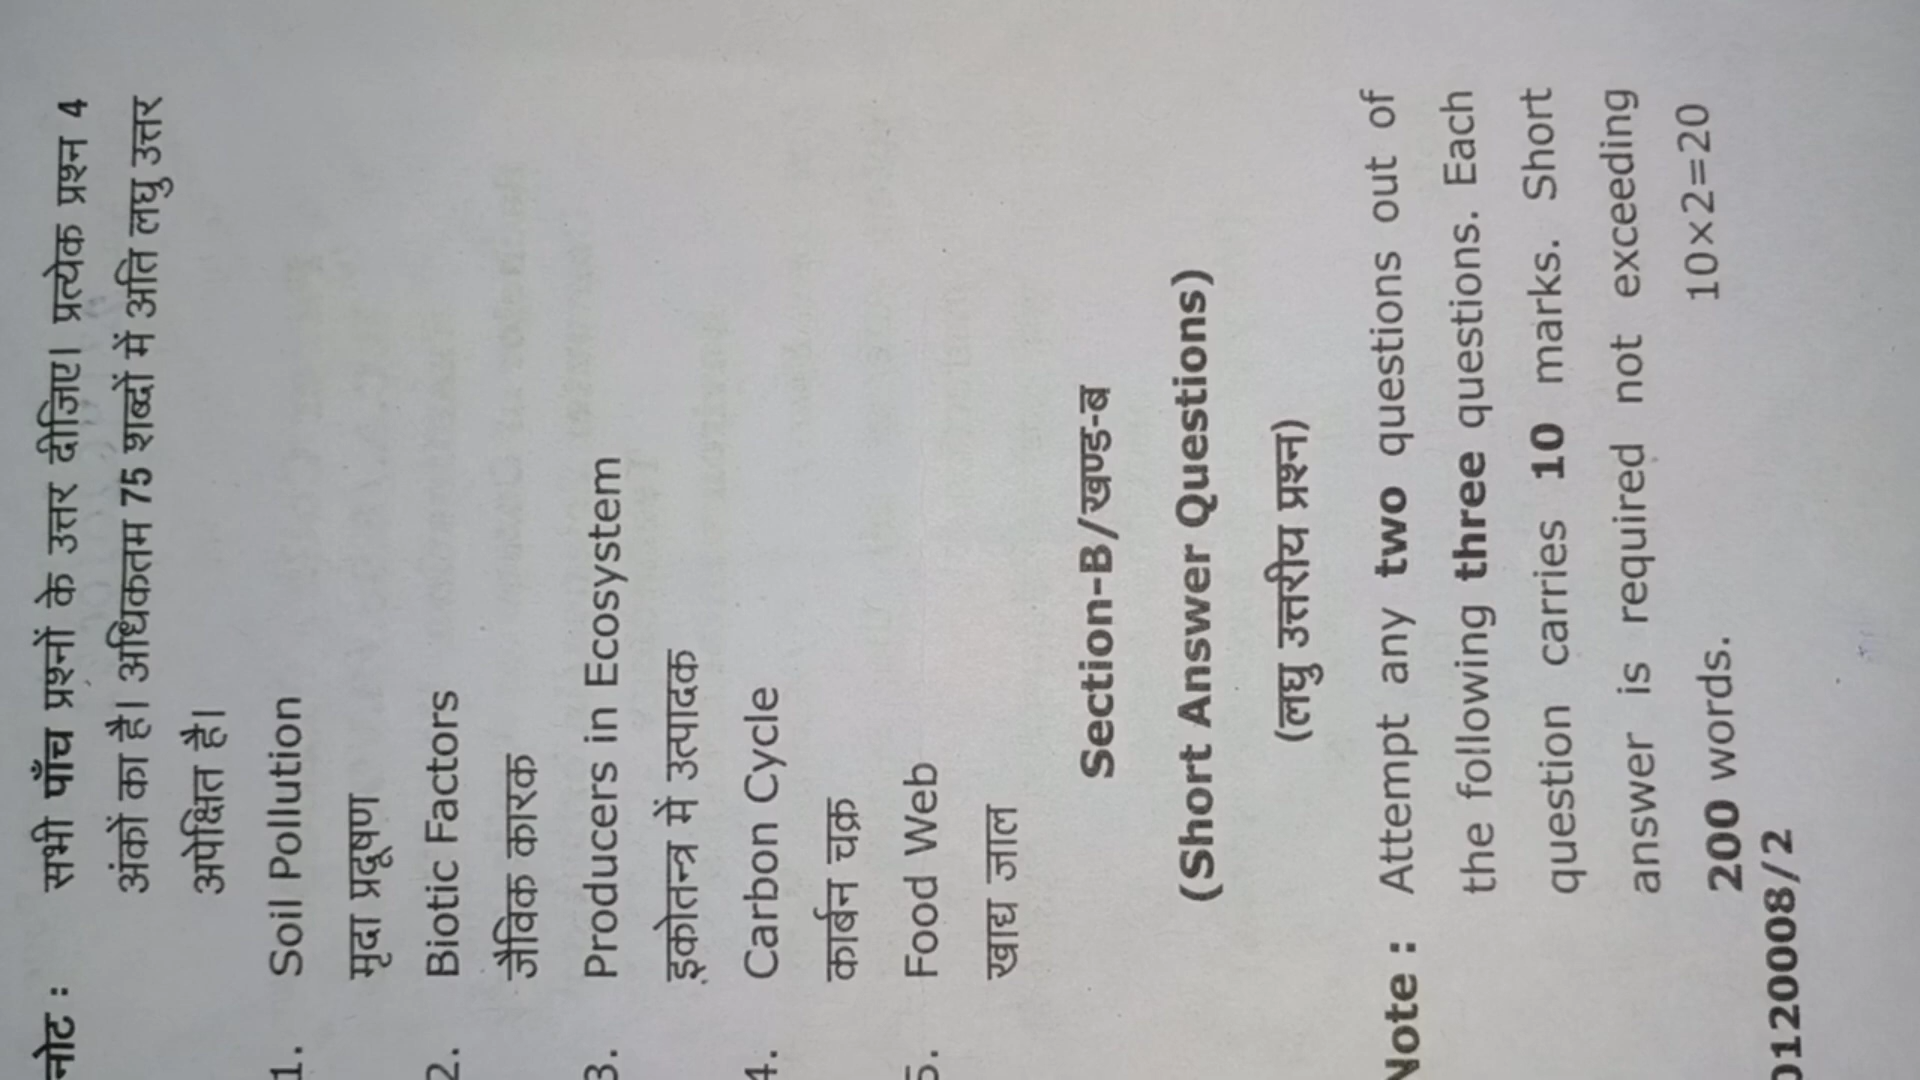 नोट : सभी पाँच प्रश्नों के उत्तर दीजिए। प्रत्येक प्रश्न 4
अंकों का है। अधिकतम 75 शब्दों में अति लघु उत्तर
अपेक्षित है।
1. Soil Pollution
मृदा प्रदूषण
2. Biotic Factors
जैविक कारक
3. Producers in Ecosystem
इकोतन्त्र में उत्पादक
4. Carbon Cycle
कार्बन चक्र
5. Food Web
खाद्य जाल
Section-B/खण्ड-ब
(Short Answer Questions)
(लघु उत्तरीय प्रश्न)
Note : Attempt any two questions out of
the following three questions. Each
question carries 10 marks. Short
answer is required not exceeding
200 words. 10×2=20
0120008/2